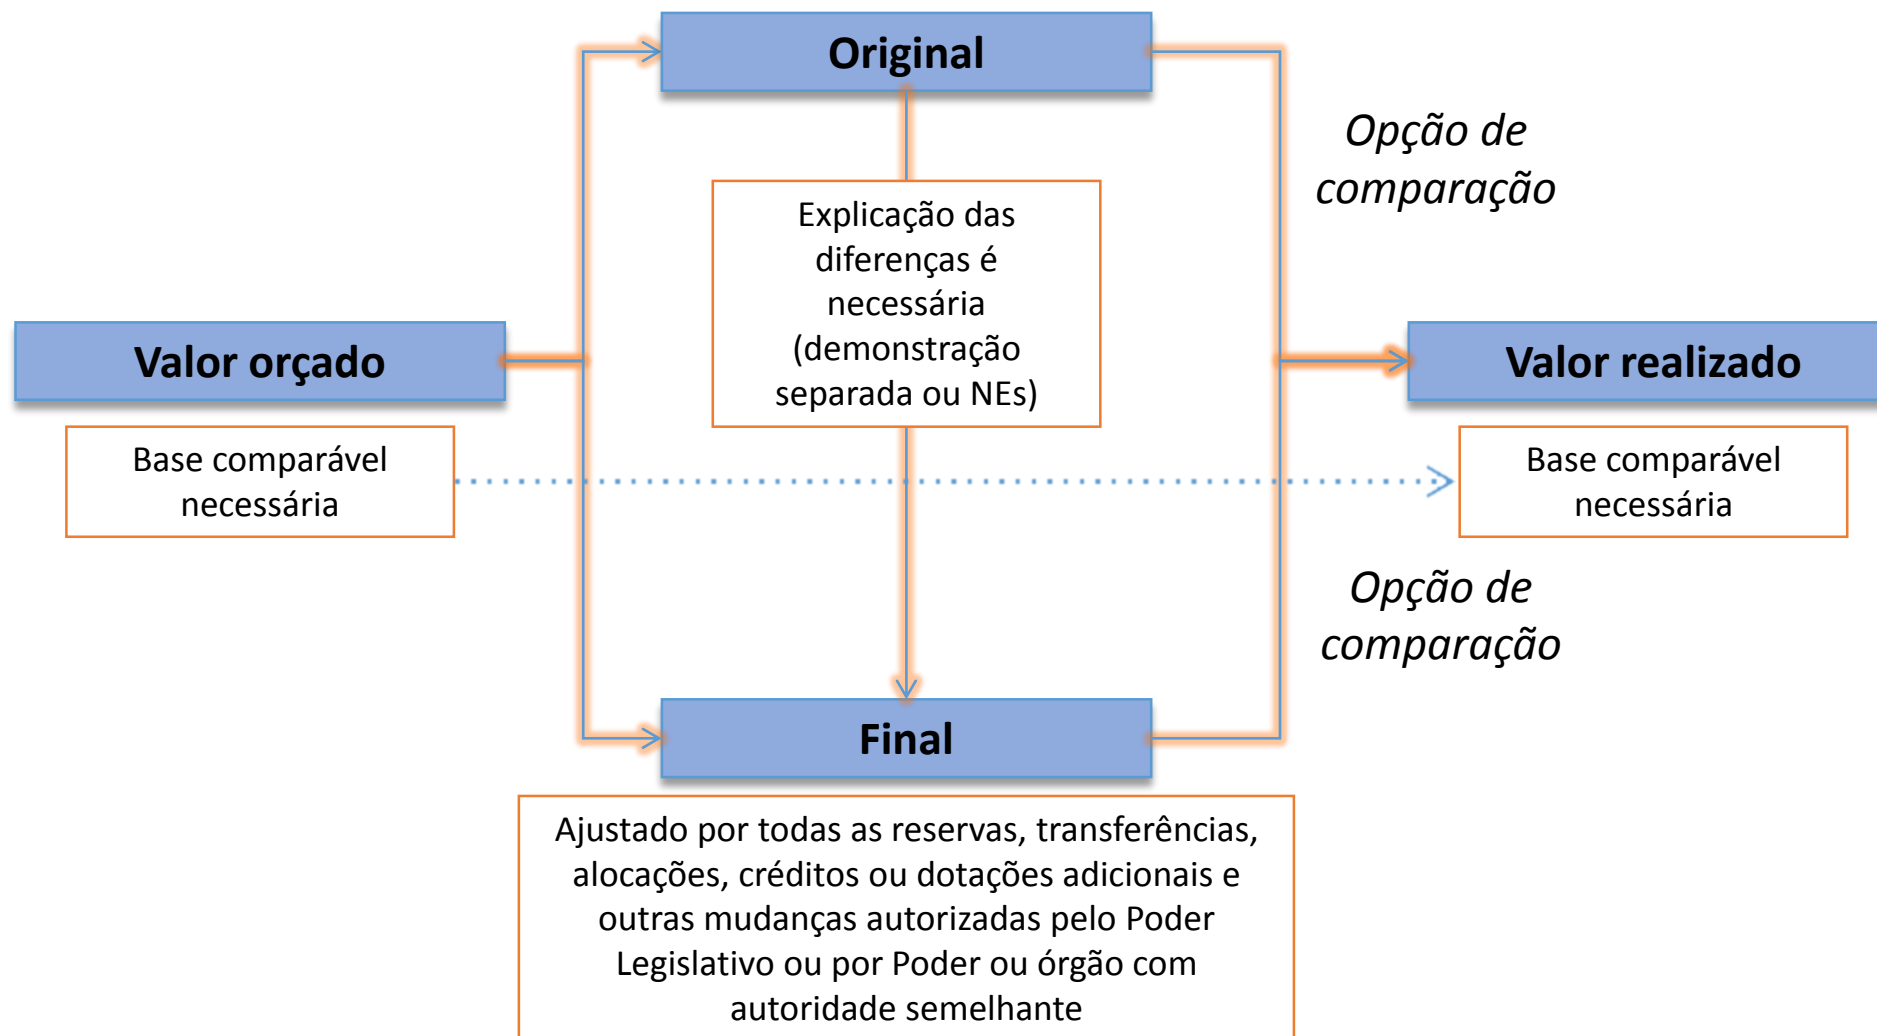 Original
Opção de
comparação
Explicação das
diferenças é
necessária
(demonstração
separada ou NEs)
Valor orçado
Valor realizado
Base comparável
necessária
Base comparável
necessária
Opção de
comparação
Final
Ajustado por todas as reservas, transferências,
alocações, créditos ou dotações adicionais e
outras mudanças autorizadas pelo Poder
Legislativo ou por Poder ou órgão com
autoridade semelhante